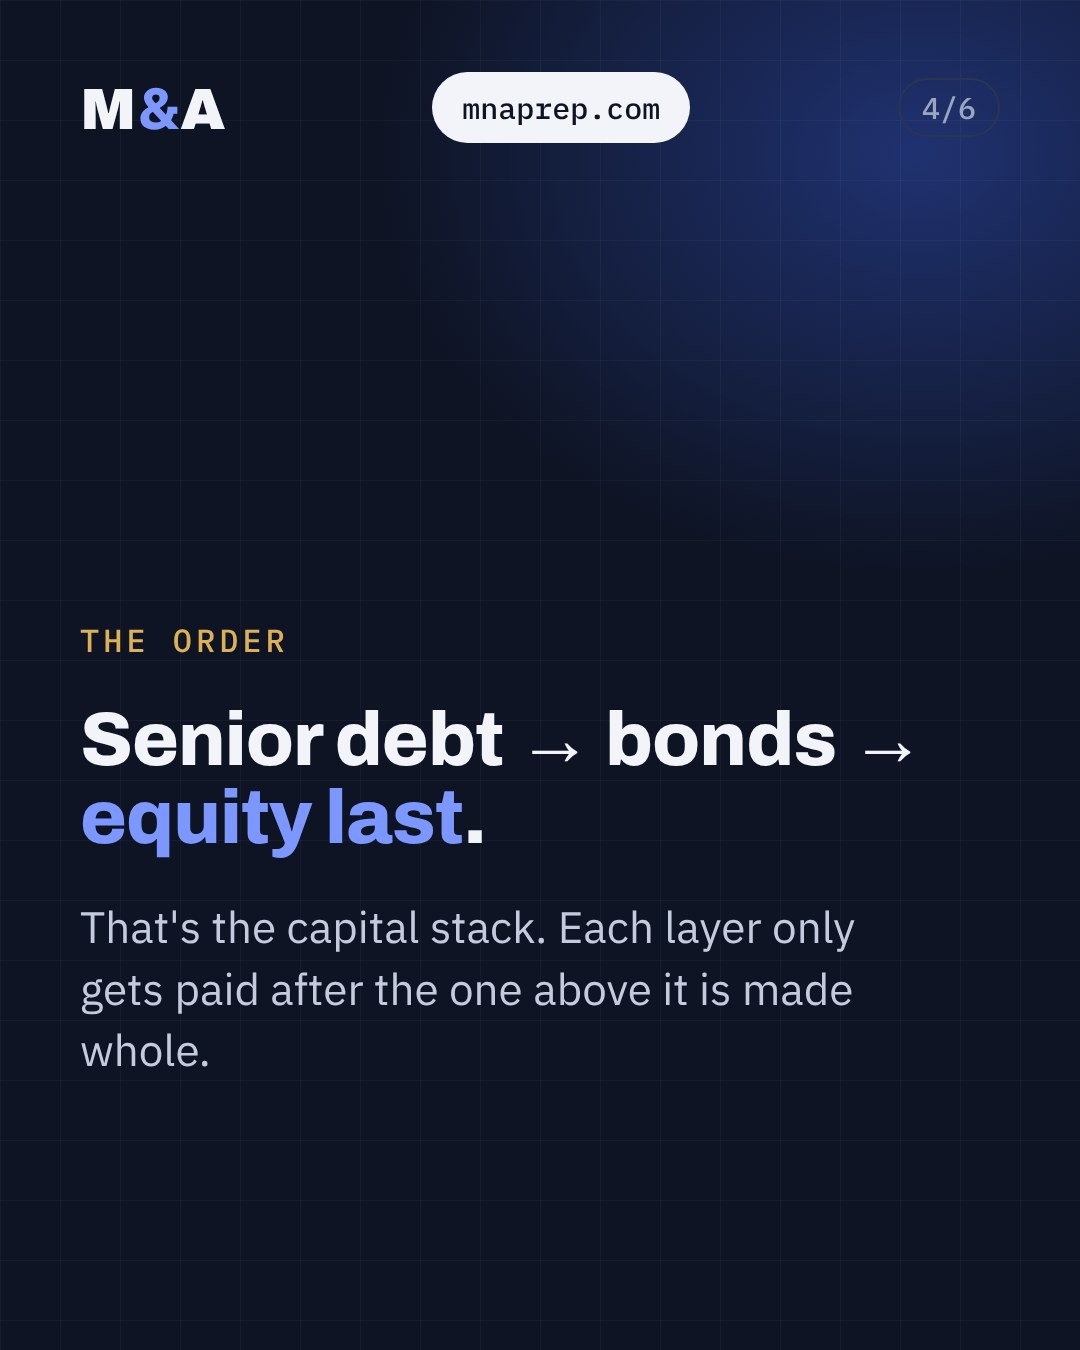 M&A
mnaprep.com
4/6
THE ORDER
Senior debt → bonds →
equity last.
That's the capital stack. Each layer only
gets paid after the one above it is made
whole.